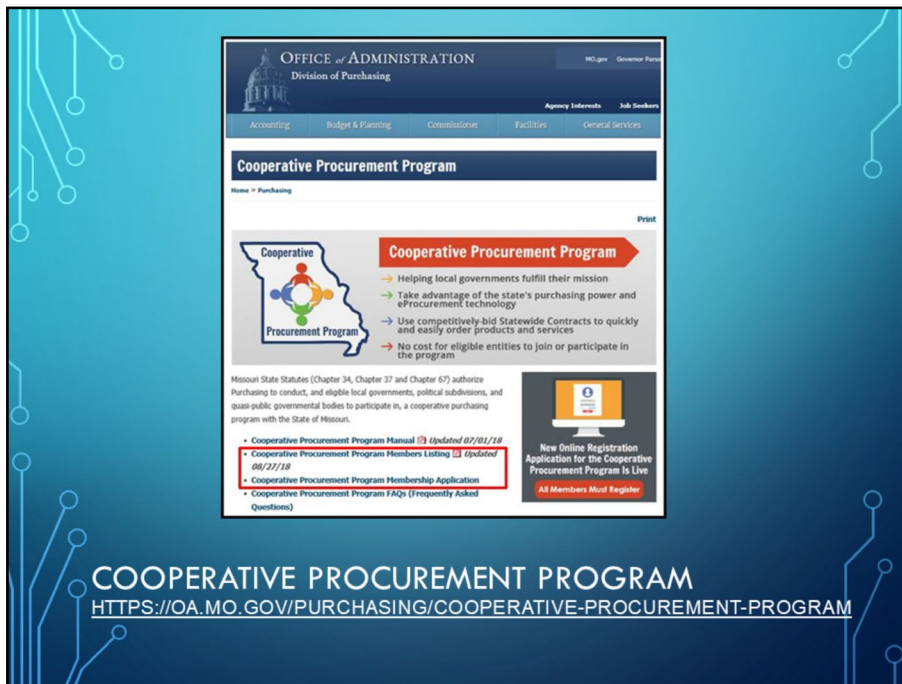 OFFICE of ADMINISTRATION
Division of Purchasing
MO.gov Governor Parson
Agency Interests Job Seekers
Accounting Budget & Planning Commissioner Facilities General Services
Cooperative Procurement Program
Home > Purchasing
Print
Cooperative
Procurement Program
Cooperative Procurement Program
→ Helping local governments fulfill their mission
→ Take advantage of the state's purchasing power and
eProcurement technology
→ Use competitively-bid Statewide Contracts to quickly
and easily order products and services
→ No cost for eligible entities to join or participate in
the program
Missouri State Statutes (Chapter 34, Chapter 37 and Chapter 67) authorize
Purchasing to conduct, and eligible local governments, political subdivisions, and
quasi-public governmental bodies to participate in, a cooperative purchasing
program with the State of Missouri.
• Cooperative Procurement Program Manual Updated 07/01/18
• Cooperative Procurement Program Members Listing Updated
08/27/18
• Cooperative Procurement Program Membership Application
• Cooperative Procurement Program FAQs (Frequently Asked
Questions)
New Online Registration
Application for the Cooperative
Procurement Program Is Live
All Members Must Register
COOPERATIVE PROCUREMENT PROGRAM
HTTPS://OA.MO.GOV/PURCHASING/COOPERATIVE-PROCUREMENT-PROGRAM